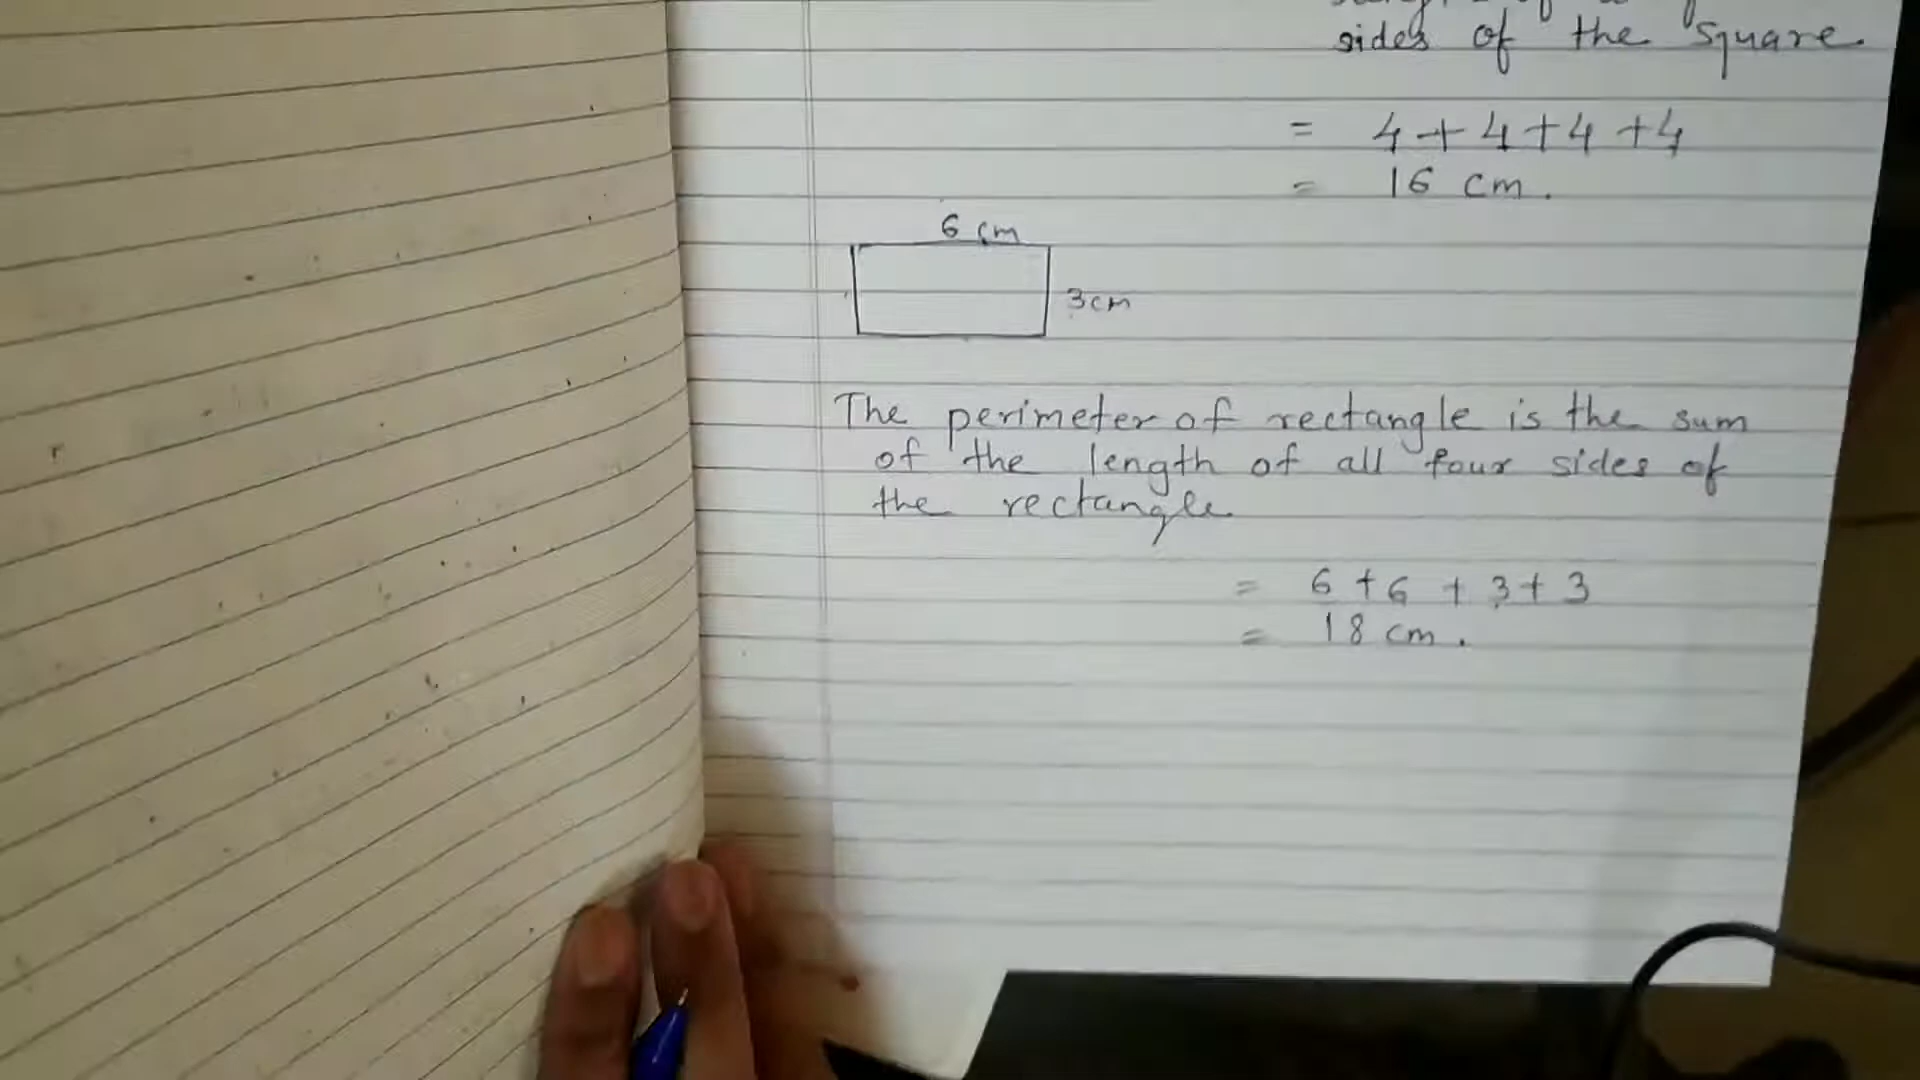 sides of the square.
= 4 + 4 + 4 + 4
= 16 cm.
6 cm
3cm
The perimeter of rectangle is the sum
of the length of all four sides of
the rectangle
= 6 + 6 + 3 + 3
= 18 cm.